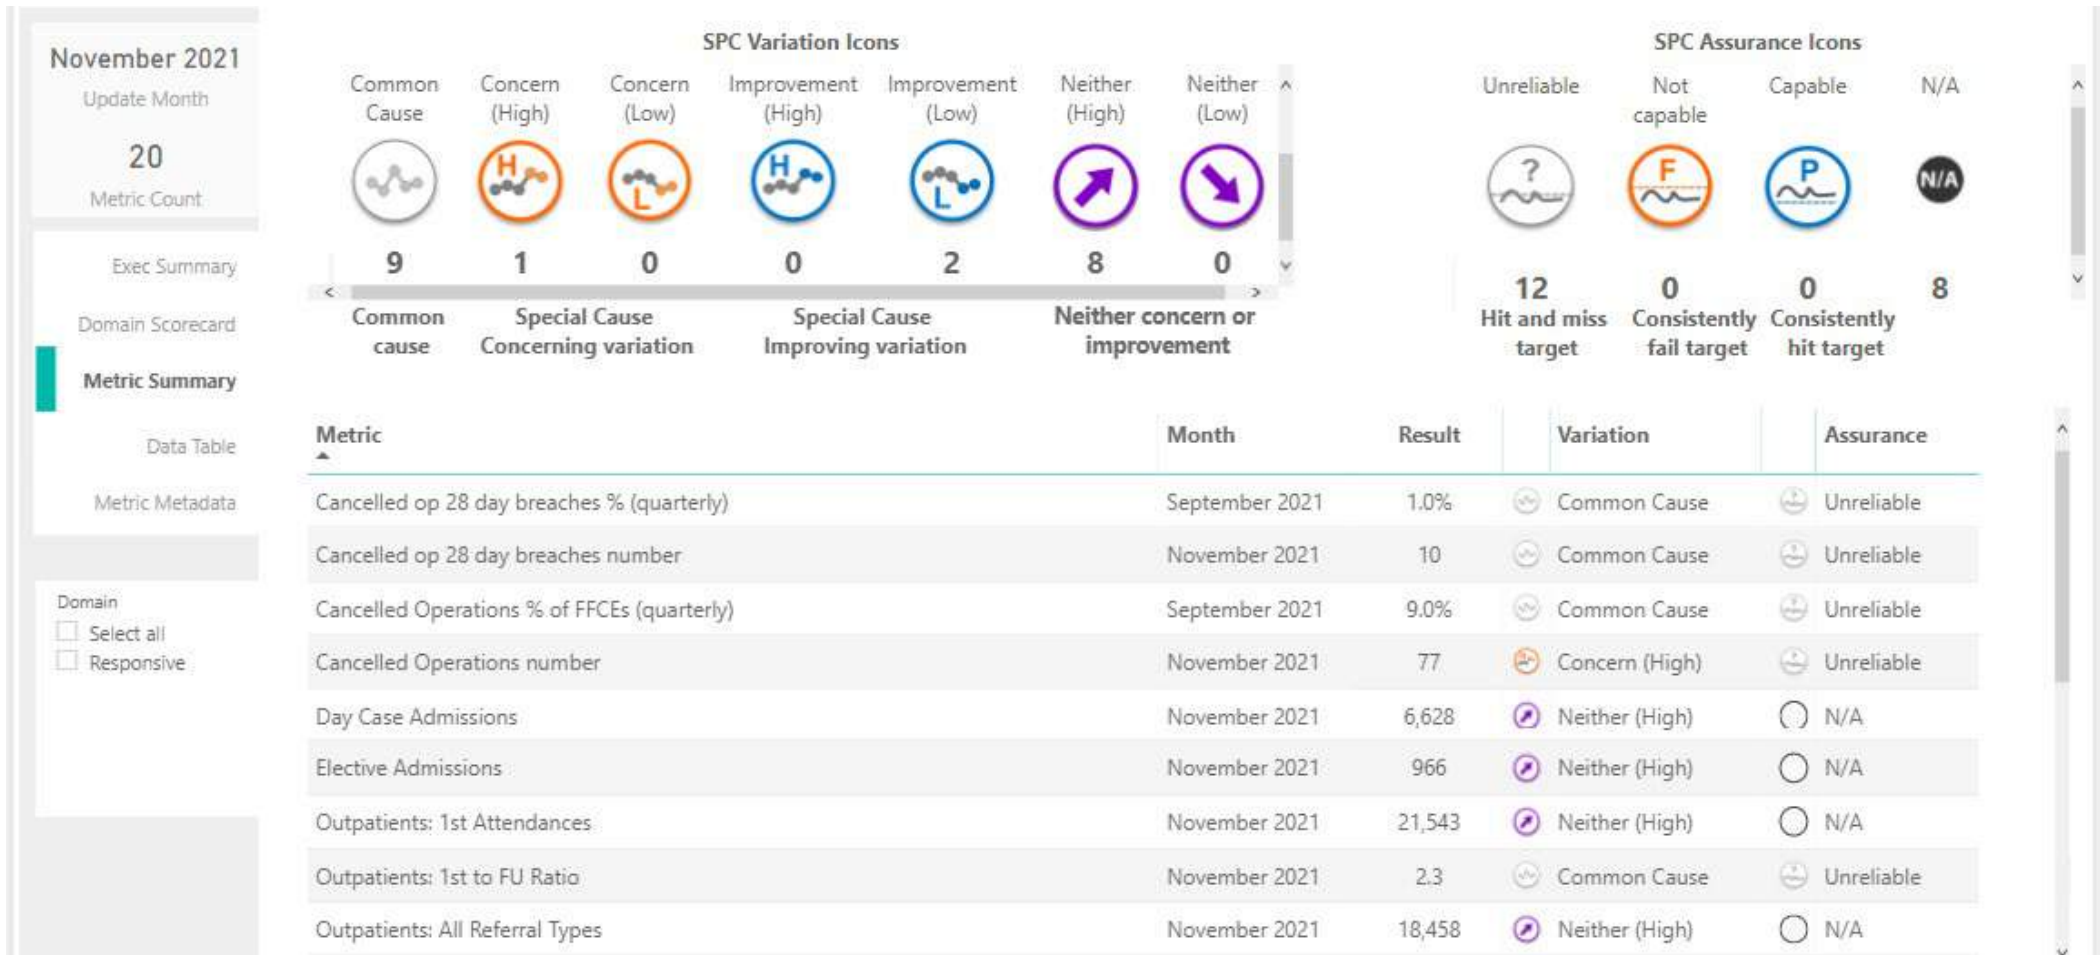 November 2021
Update Month
20
Metric Count
Exec Summary
Domain Scorecard
Metric Summary
Data Table
Metric Metadata
Domain
Select all
Responsive
SPC Variation Icons
Common Cause
Concern (High)
Concern (Low)
Improvement (High)
Improvement (Low)
Neither (High)
Neither (Low)
H
L
H
L
9 1 0 0 2 8 0
Common cause
Special Cause Concerning variation
Special Cause Improving variation
Neither concern or improvement
SPC Assurance Icons
Unreliable
Not capable
Capable
N/A
?
F
P
N/A
12 0 0 8
Hit and miss target
Consistently fail target
Consistently hit target
Metric Month Result Variation Assurance
Cancelled op 28 day breaches % (quarterly) September 2021 1.0% Common Cause Unreliable
Cancelled op 28 day breaches number November 2021 10 Common Cause Unreliable
Cancelled Operations % of FFCEs (quarterly) September 2021 9.0% Common Cause Unreliable
Cancelled Operations number November 2021 77 Concern (High) Unreliable
Day Case Admissions November 2021 6,628 Neither (High) N/A
Elective Admissions November 2021 966 Neither (High) N/A
Outpatients: 1st Attendances November 2021 21,543 Neither (High) N/A
Outpatients: 1st to FU Ratio November 2021 2.3 Common Cause Unreliable
Outpatients: All Referral Types November 2021 18,458 Neither (High) N/A